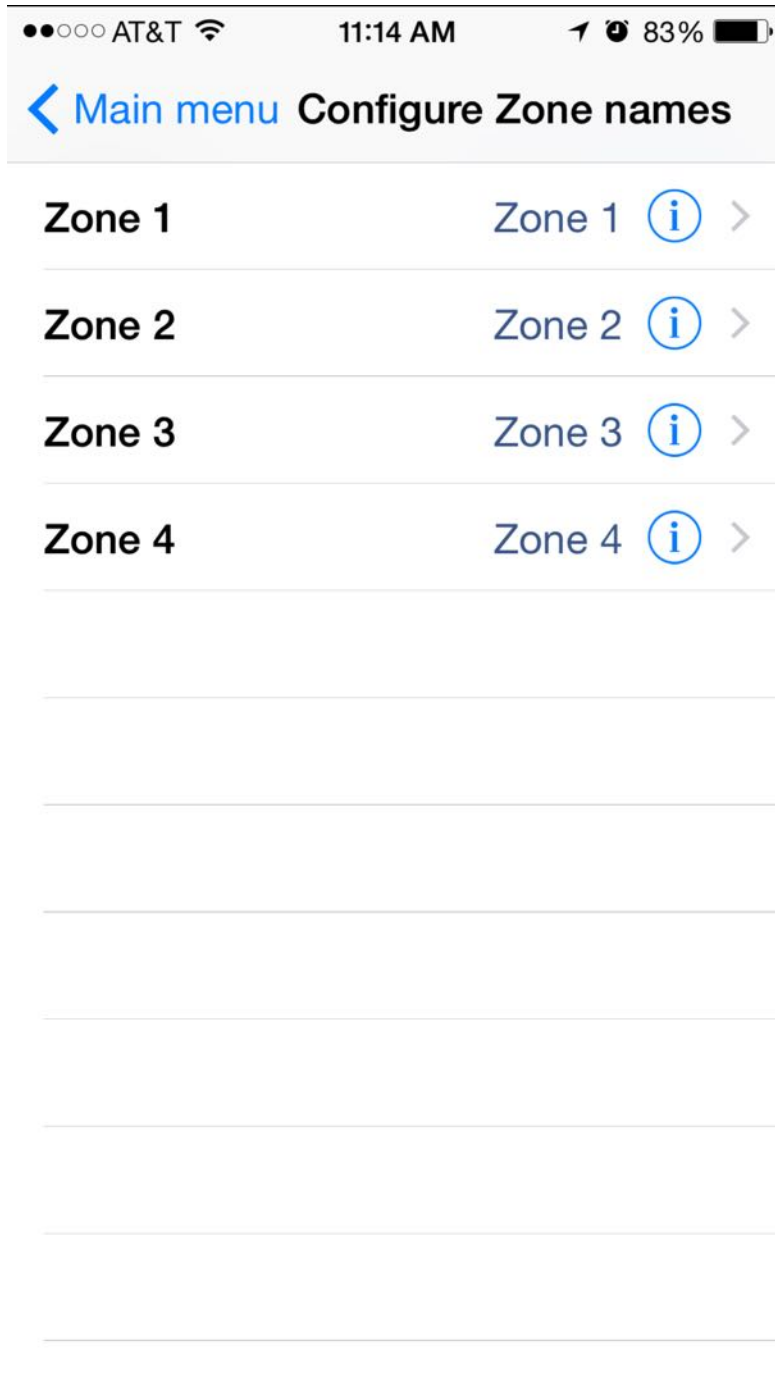 AT&T 11:14 AM 83%
Main menu Configure Zone names
Zone 1 Zone 1 i
Zone 2 Zone 2 i
Zone 3 Zone 3 i
Zone 4 Zone 4 i